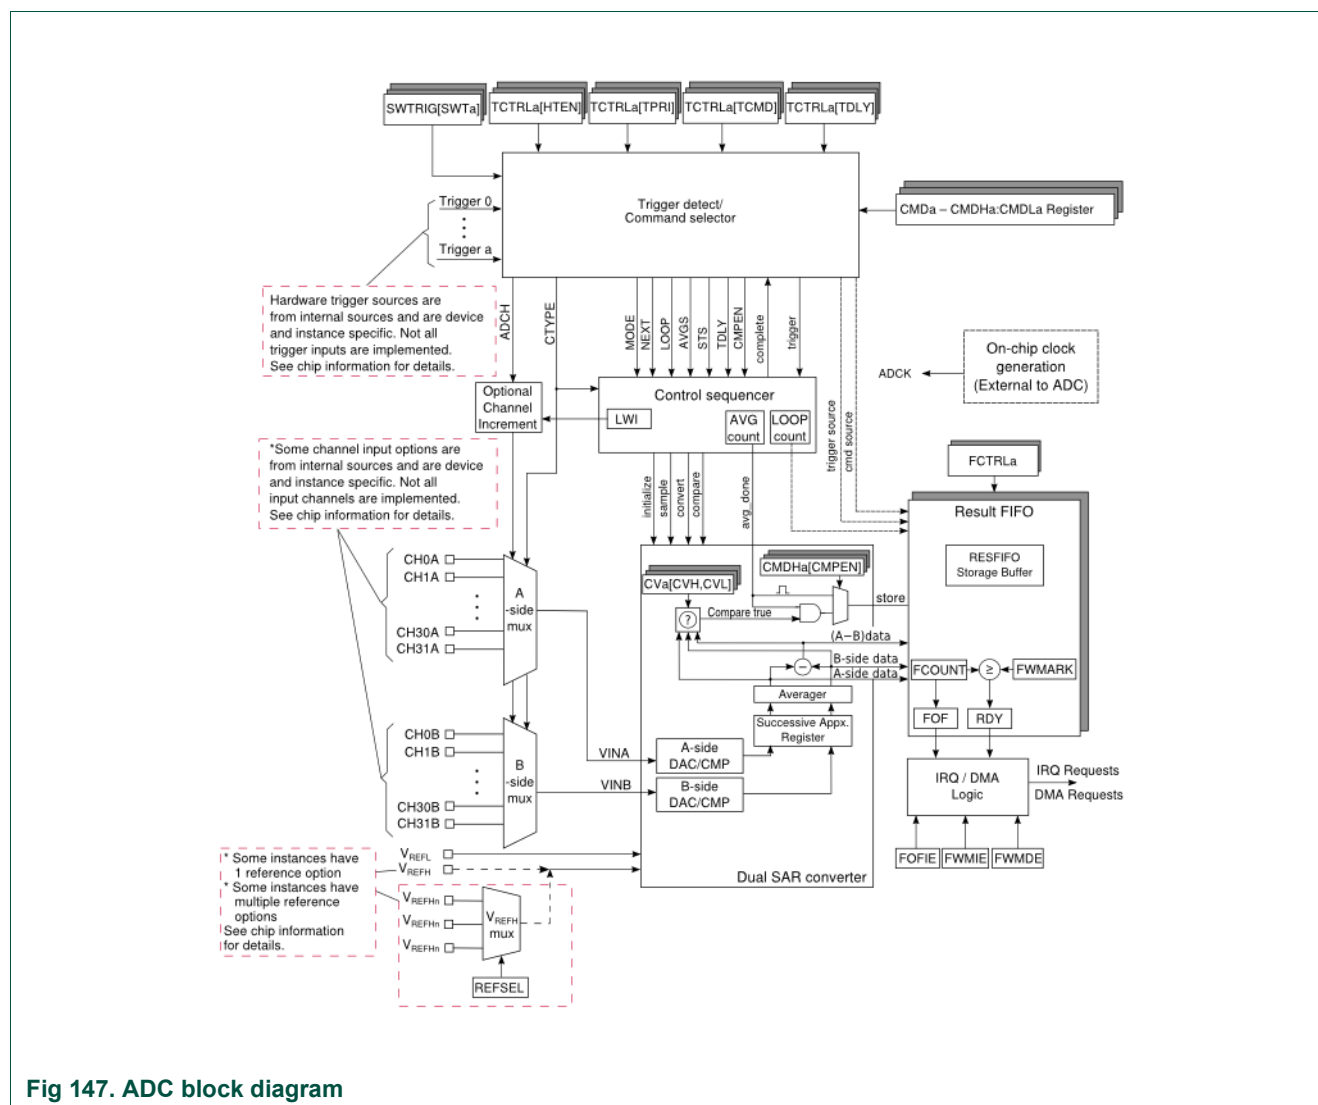 SWTRIG[SWTa]
TCTRLa[HTEN]
TCTRLa[TPRI]
TCTRLa[TCMD]
TCTRLa[TDLY]
Trigger detect/
Command selector
CMDa – CMDHa:CMDLa Register
Trigger 0
Trigger a
Hardware trigger sources are
from internal sources and are device
and instance specific. Not all
trigger inputs are implemented.
See chip information for details.
ADCH
CTYPE
MODE
NEXT
LOOP
AVGS
STS
TDLY
CMPEN
complete
trigger
trigger source
cmd source
ADCK
On-chip clock
generation
(External to ADC)
Optional
Channel
Increment
Control sequencer
LWI
AVG
count
LOOP
count
*Some channel input options are
from internal sources and are device
and instance specific. Not all
input channels are implemented.
See chip information for details.
initialize
sample
convert
compare
avg_done
FCTRLa
Result FIFO
RESFIFO
Storage Buffer
CH0A
CH1A
CH30A
CH31A
A
-side
mux
CVa[CVH,CVL]
CMDHa[CMPEN]
?
Compare true
store
(A−B)data
B-side data
A-side data
−
Averager
Successive Appx.
Register
FCOUNT
≥
FWMARK
FOF
RDY
CH0B
CH1B
CH30B
CH31B
B
-side
mux
VINA
VINB
A-side
DAC/CMP
B-side
DAC/CMP
IRQ / DMA
Logic
IRQ Requests
DMA Requests
FOFIE
FWMIE
FWMDE
Dual SAR converter
* Some instances have
1 reference option
* Some instances have
multiple reference
options
See chip information
for details.
VREFL
VREFH
VREFHn
VREFHn
VREFHn
VREFH
mux
REFSEL
Fig 147. ADC block diagram